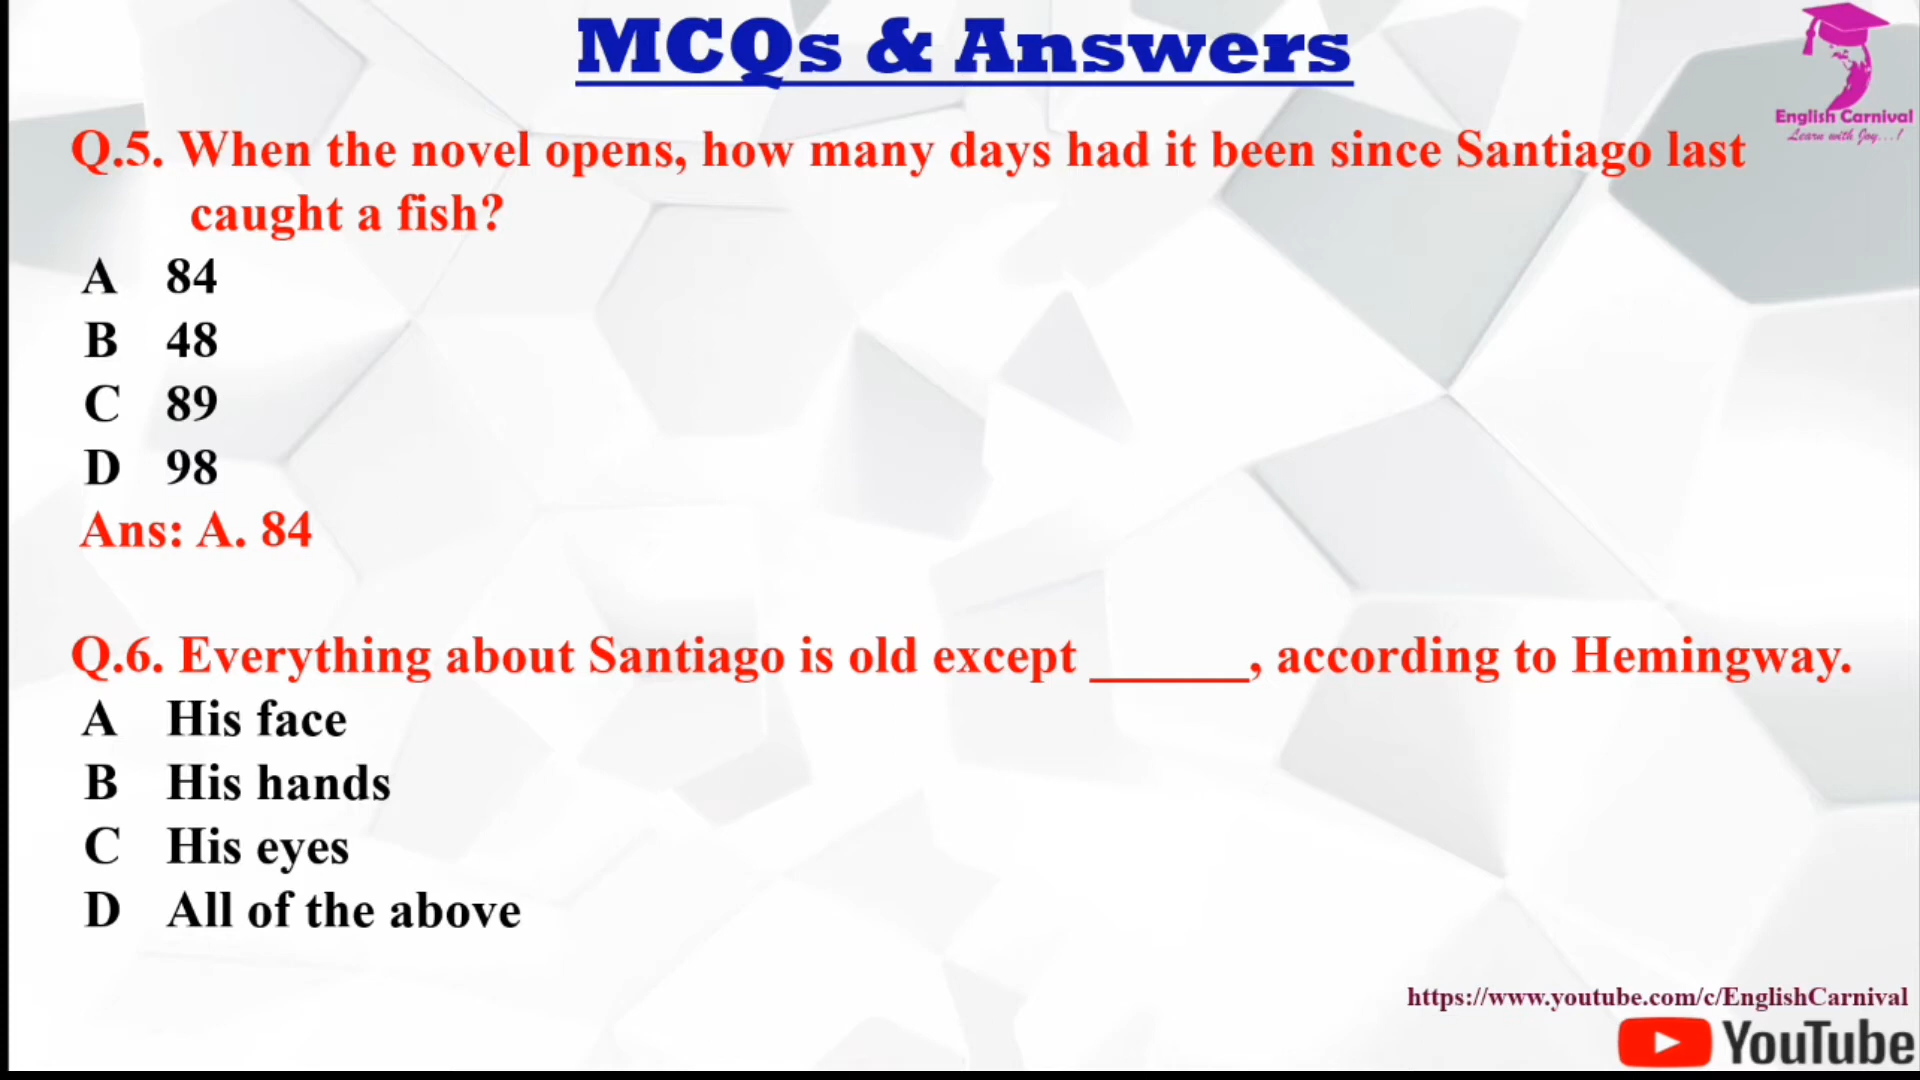 MCQs & Answers
English Carnival
Learn with Joy...!
Q.5. When the novel opens, how many days had it been since Santiago last
caught a fish?
A 84
B 48
C 89
D 98
Ans: A. 84
Q.6. Everything about Santiago is old except ______, according to Hemingway.
A His face
B His hands
C His eyes
D All of the above
https://www.youtube.com/c/EnglishCarnival
YouTube